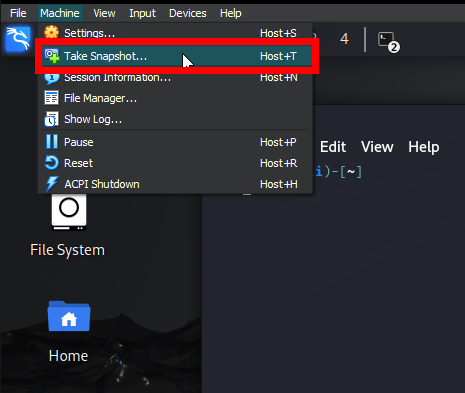 File Machine View Input Devices Help
Settings... Host+S
4
2
Take Snapshot... Host+T
Session Information... Host+N
File Manager...
Show Log...
Pause Host+P
Edit View Help
Reset Host+R
i)-[~]
ACPI Shutdown Host+H
File System
Home